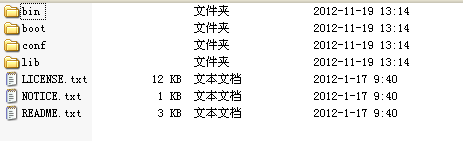 bin 文件夹 2012-11-19 13:14
boot 文件夹 2012-11-19 13:14
conf 文件夹 2012-11-19 13:14
lib 文件夹 2012-11-19 13:14
LICENSE.txt 12 KB 文本文档 2012-1-17 9:40
NOTICE.txt 1 KB 文本文档 2012-1-17 9:40
README.txt 3 KB 文本文档 2012-1-17 9:40